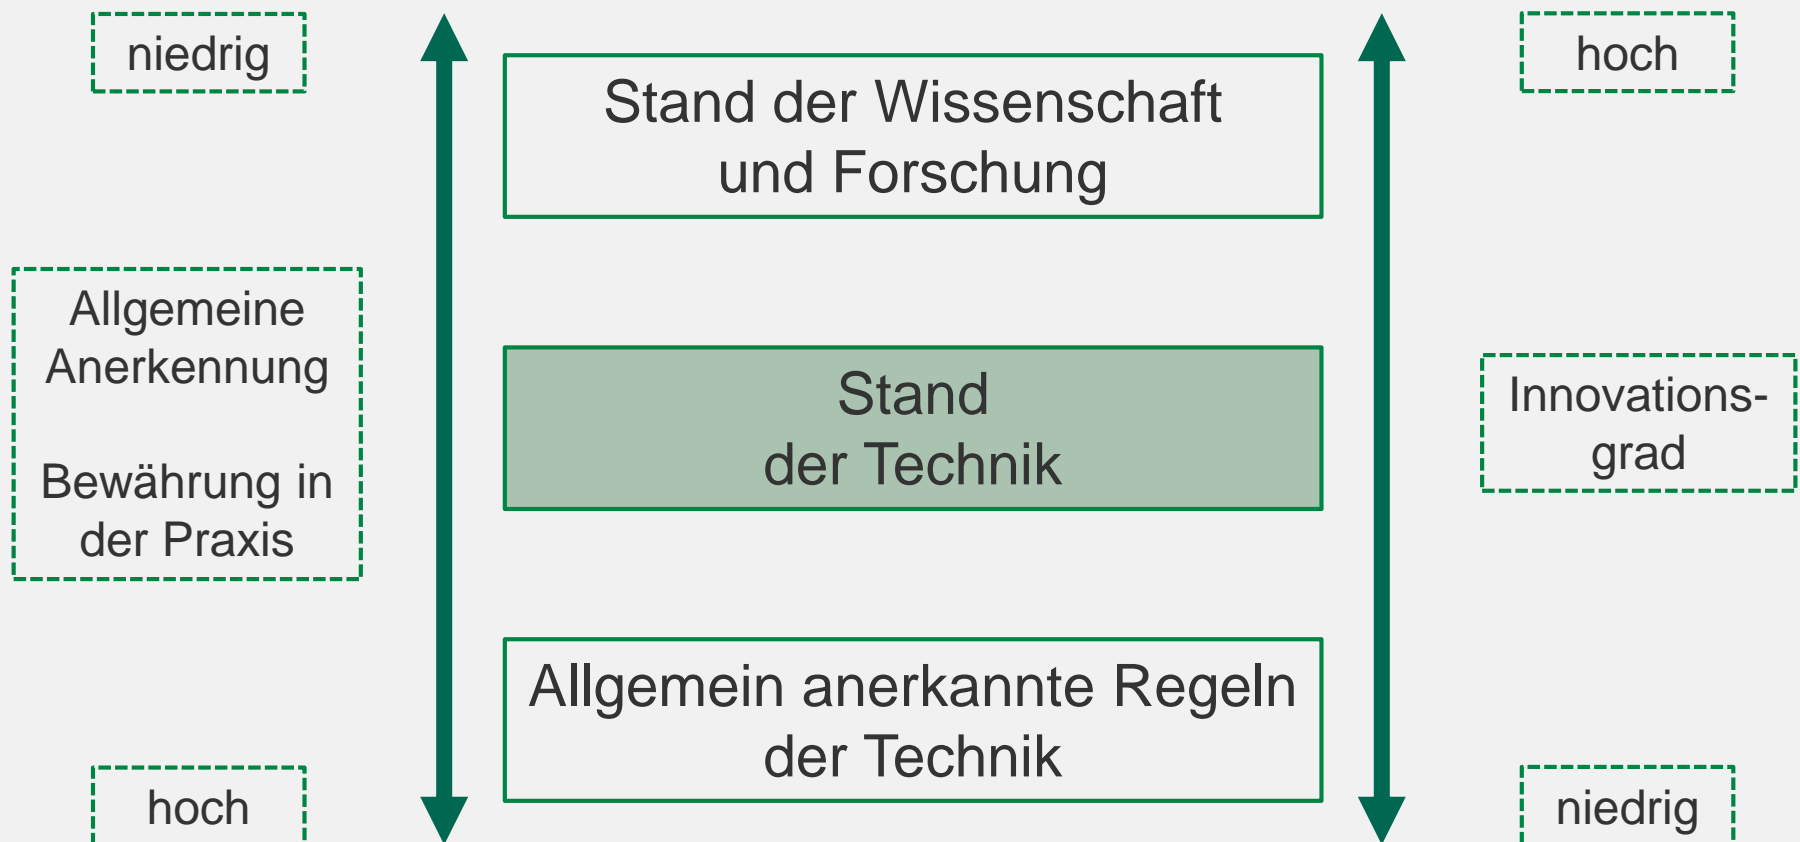 niedrig
hoch
Stand der Wissenschaft
und Forschung
Allgemeine
Anerkennung
Bewährung in
der Praxis
Stand
der Technik
Innovations-
grad
Allgemein anerkannte Regeln
der Technik
hoch
niedrig